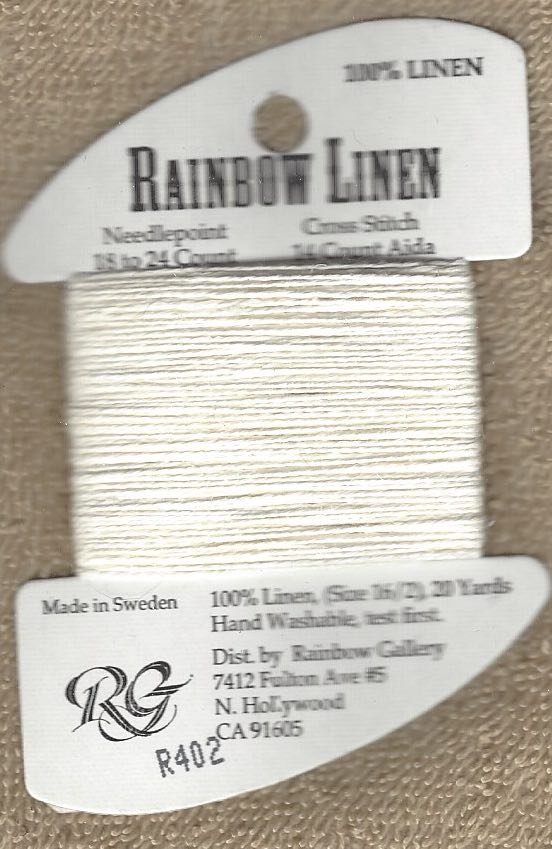 100% LINEN
RAINBOW LINEN
Needlepoint
18 to 24 Count
Cross Stitch
14 Count Aida
Made in Sweden
100% Linen, (Size 16/2), 20 Yards
Hand Washable, test first.
Dist. by Rainbow Gallery
7412 Fulton Ave #5
N. Hollywood
CA 91605
RG
R402